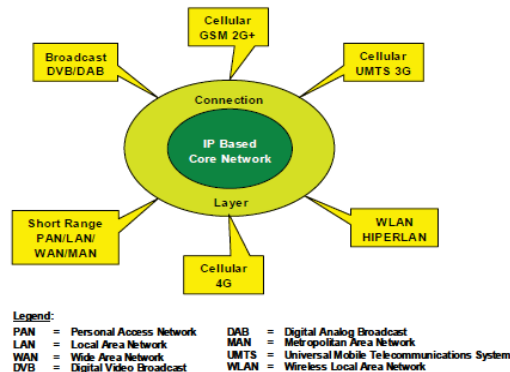 Cellular
GSM 2G+
Broadcast
DVB/DAB
Cellular
UMTS 3G
Connection
IP Based
Core Network
Layer
Short Range
PAN/LAN/
WAN/MAN
Cellular
4G
WLAN
HIPERLAN
Legend:
PAN = Personal Access Network
LAN = Local Area Network
WAN = Wide Area Network
DVB = Digital Video Broadcast
DAB = Digital Analog Broadcast
MAN = Metropolitan Area Network
UMTS = Universal Mobile Telecommunications System
WLAN = Wireless Local Area Network